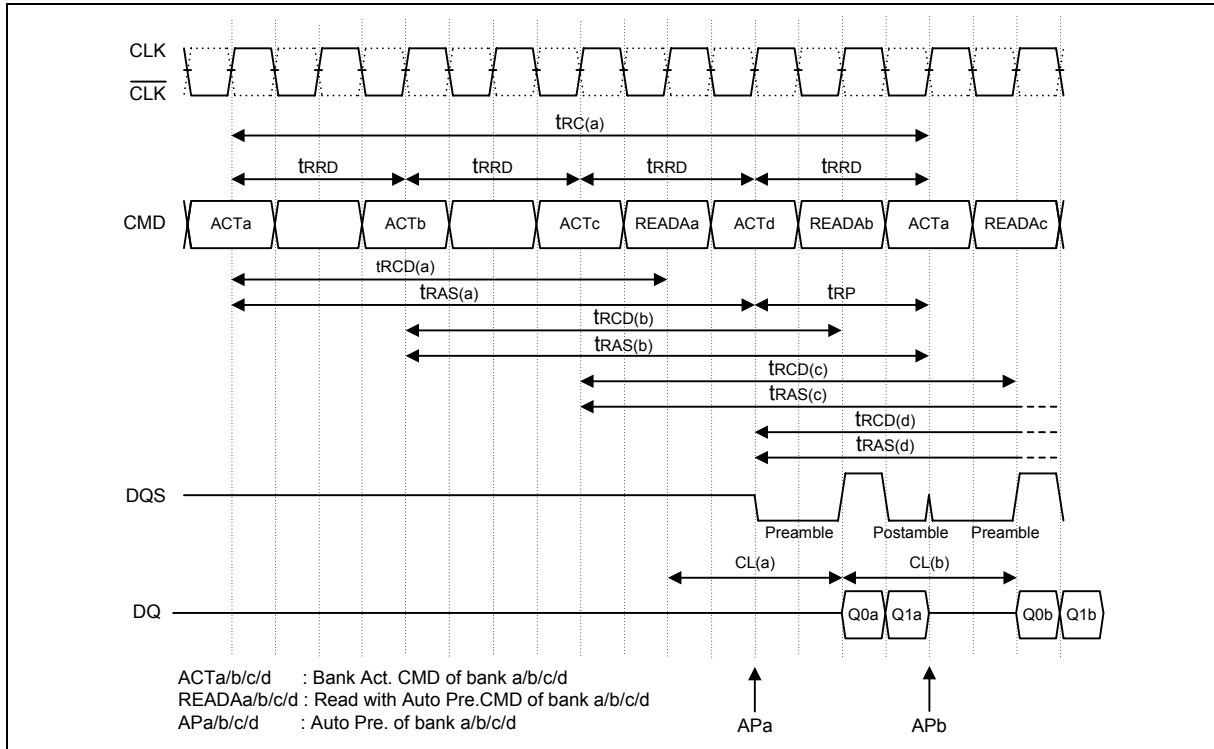 CLK
CLK
tRC(a)
tRRD tRRD tRRD tRRD
CMD ACTa ACTb ACTc READAa ACTd READAb ACTa READAc
tRCD(a)
tRAS(a) tRP
tRCD(b)
tRAS(b)
tRCD(c)
tRAS(c)
tRCD(d)
tRAS(d)
DQS
Preamble Postamble Preamble
CL(a) CL(b)
DQ Q0a Q1a Q0b Q1b
ACTa/b/c/d : Bank Act. CMD of bank a/b/c/d
READAa/b/c/d : Read with Auto Pre.CMD of bank a/b/c/d
APa/b/c/d : Auto Pre. of bank a/b/c/d
APa APb